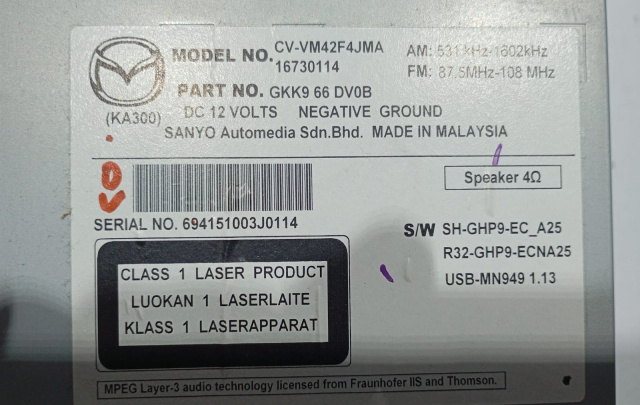 MODEL NO. CV-VM42F4JMA
16730114
AM: 531 kHz-1602kHz
FM: 87.5MHz-108 MHz
PART NO. GKK9 66 DV0B
(KA300) DC 12 VOLTS NEGATIVE GROUND
SANYO Automedia Sdn.Bhd. MADE IN MALAYSIA
Speaker 4Ω
SERIAL NO. 694151003J0114
S/W SH-GHP9-EC_A25
R32-GHP9-ECNA25
USB-MN949 1.13
CLASS 1 LASER PRODUCT
LUOKAN 1 LASERLAITE
KLASS 1 LASERAPPARAT
MPEG Layer-3 audio technology licensed from Fraunhofer IIS and Thomson.